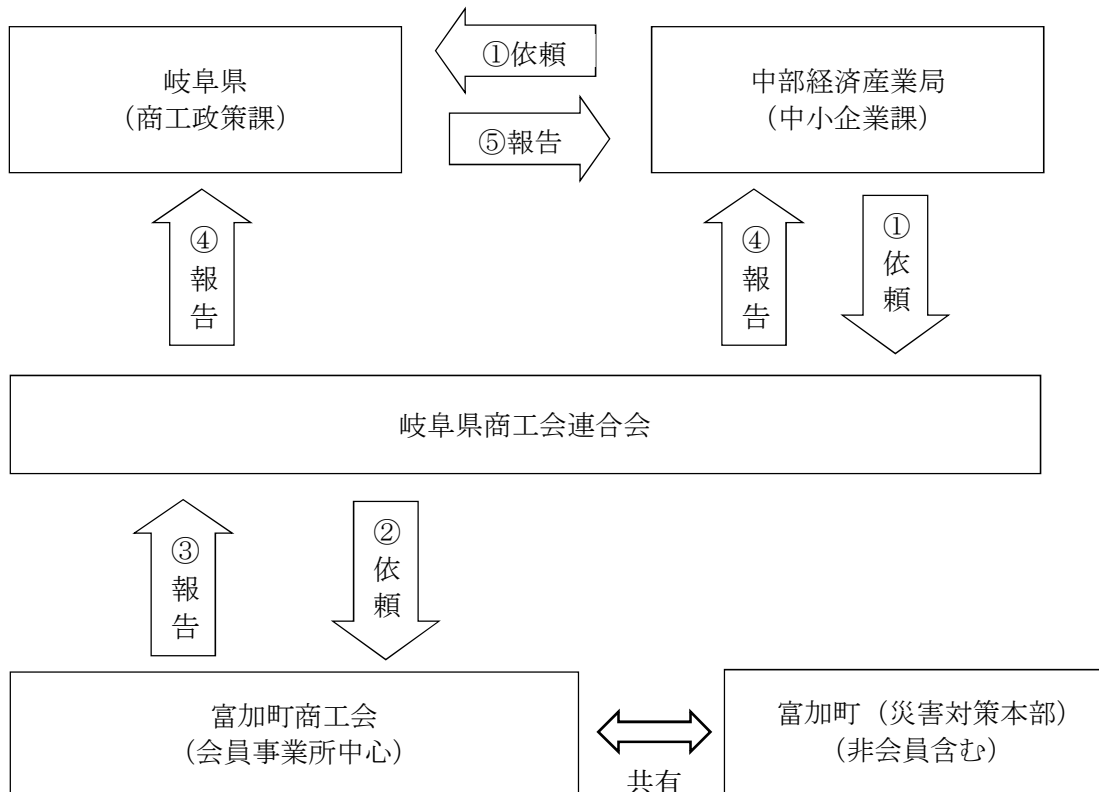 岐阜県
（商工政策課）
①依頼
⑤報告
中部経済産業局
（中小企業課）
④報告
④報告
①依頼
岐阜県商工会連合会
③報告
②依頼
富加町商工会
（会員事業所中心）
共有
富加町（災害対策本部）
（非会員含む）